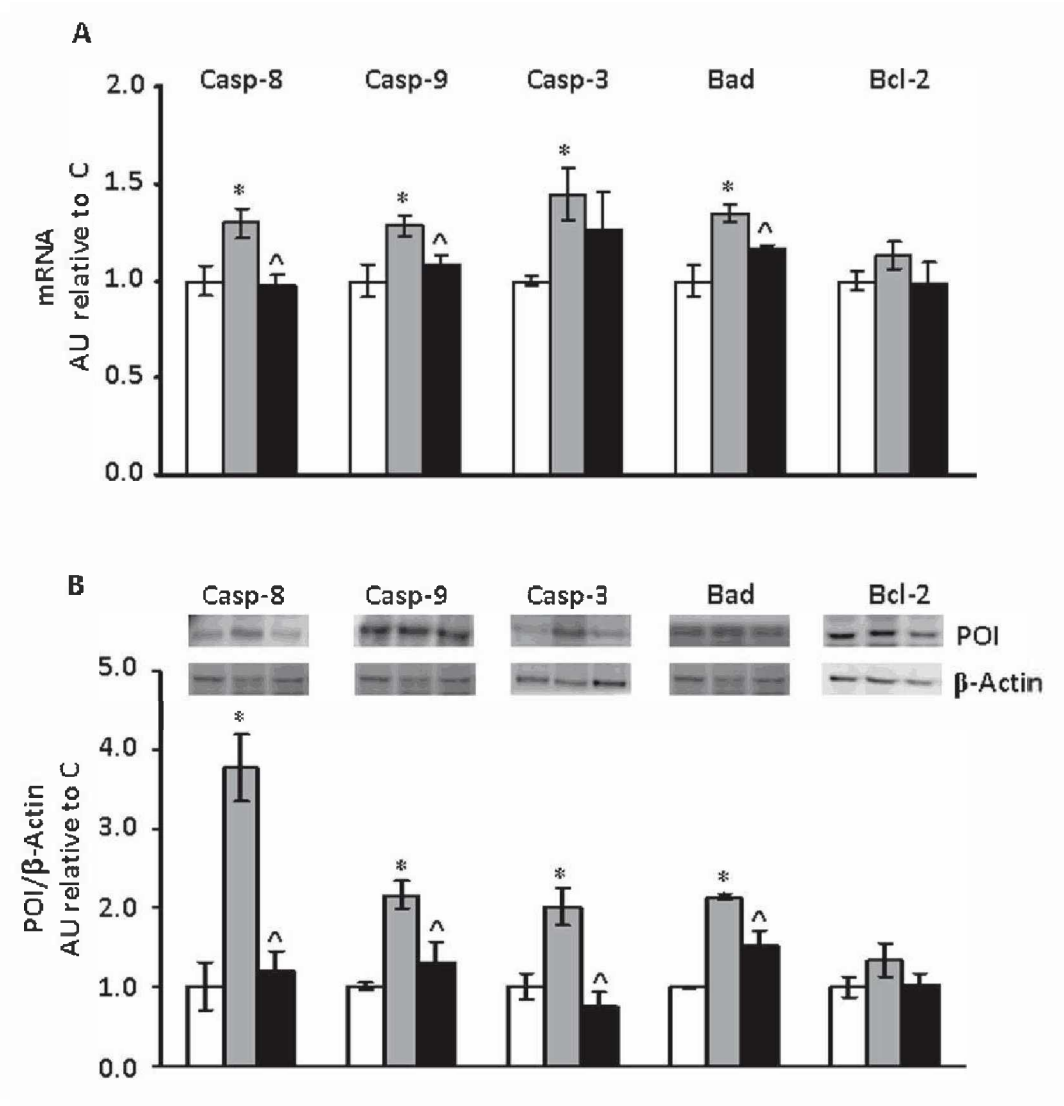 A
Casp-8 Casp-9 Casp-3 Bad Bcl-2
mRNA
AU relative to C
2.0
1.5
1.0
0.5
0.0
* ^ * ^ * * ^
B
Casp-8 Casp-9 Casp-3 Bad Bcl-2
POI
β-Actin
POI/β-Actin
AU relative to C
5.0
4.0
3.0
2.0
1.0
0.0
* ^ * ^ * ^ * ^